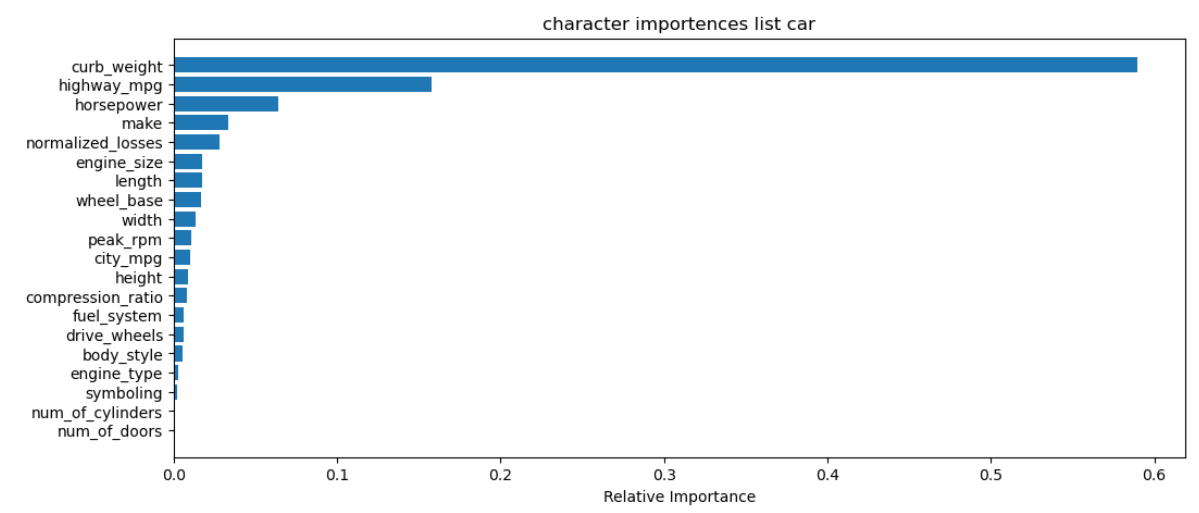 character importences list car
curb_weight
highway_mpg
horsepower
make
normalized_losses
engine_size
length
wheel_base
width
peak_rpm
city_mpg
height
compression_ratio
fuel_system
drive_wheels
body_style
engine_type
symboling
num_of_cylinders
num_of_doors
0.0 0.1 0.2 0.3 0.4 0.5 0.6
Relative Importance